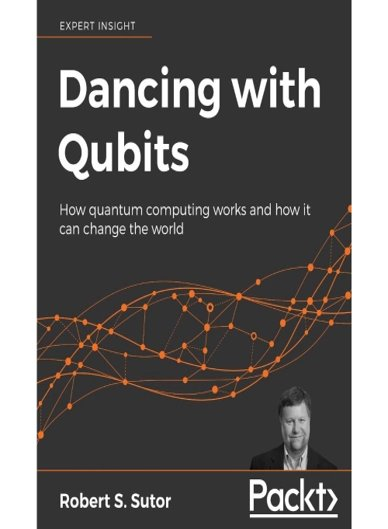 EXPERT INSIGHT
Dancing with
Qubits
How quantum computing works and how it
can change the world
Robert S. Sutor
Packt>